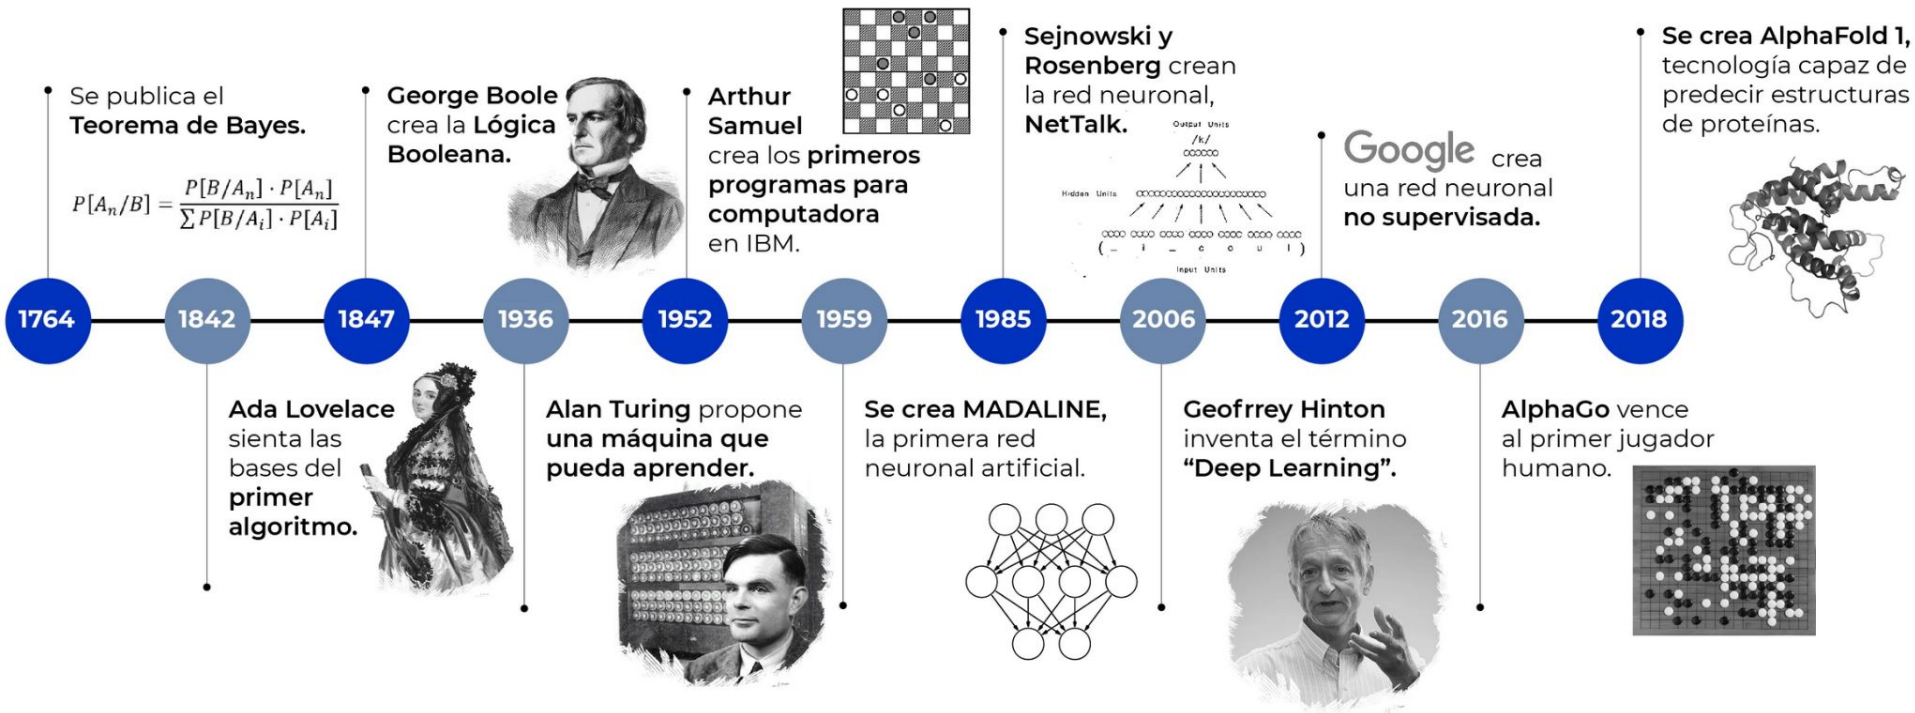 Se publica el
Teorema de Bayes.
P[Aₙ/B] = P[B/Aₙ] · P[Aₙ] / ∑ P[B/Aᵢ] · P[Aᵢ]
George Boole
crea la Lógica
Booleana.
Arthur
Samuel
crea los primeros
programas para
computadora
en IBM.
Sejnowski y
Rosenberg crean
la red neuronal,
NetTalk.
Output Units
/k/
Hidden Units
( _ i _ c o u l )
Input Units
Google crea
una red neuronal
no supervisada.
Se crea AlphaFold 1,
tecnología capaz de
predecir estructuras
de proteínas.
1764
1842
1847
1936
1952
1959
1985
2006
2012
2016
2018
Ada Lovelace
sienta las
bases del
primer
algoritmo.
Alan Turing propone
una máquina que
pueda aprender.
Se crea MADALINE,
la primera red
neuronal artificial.
Geofrrey Hinton
inventa el término
“Deep Learning”.
AlphaGo vence
al primer jugador
humano.